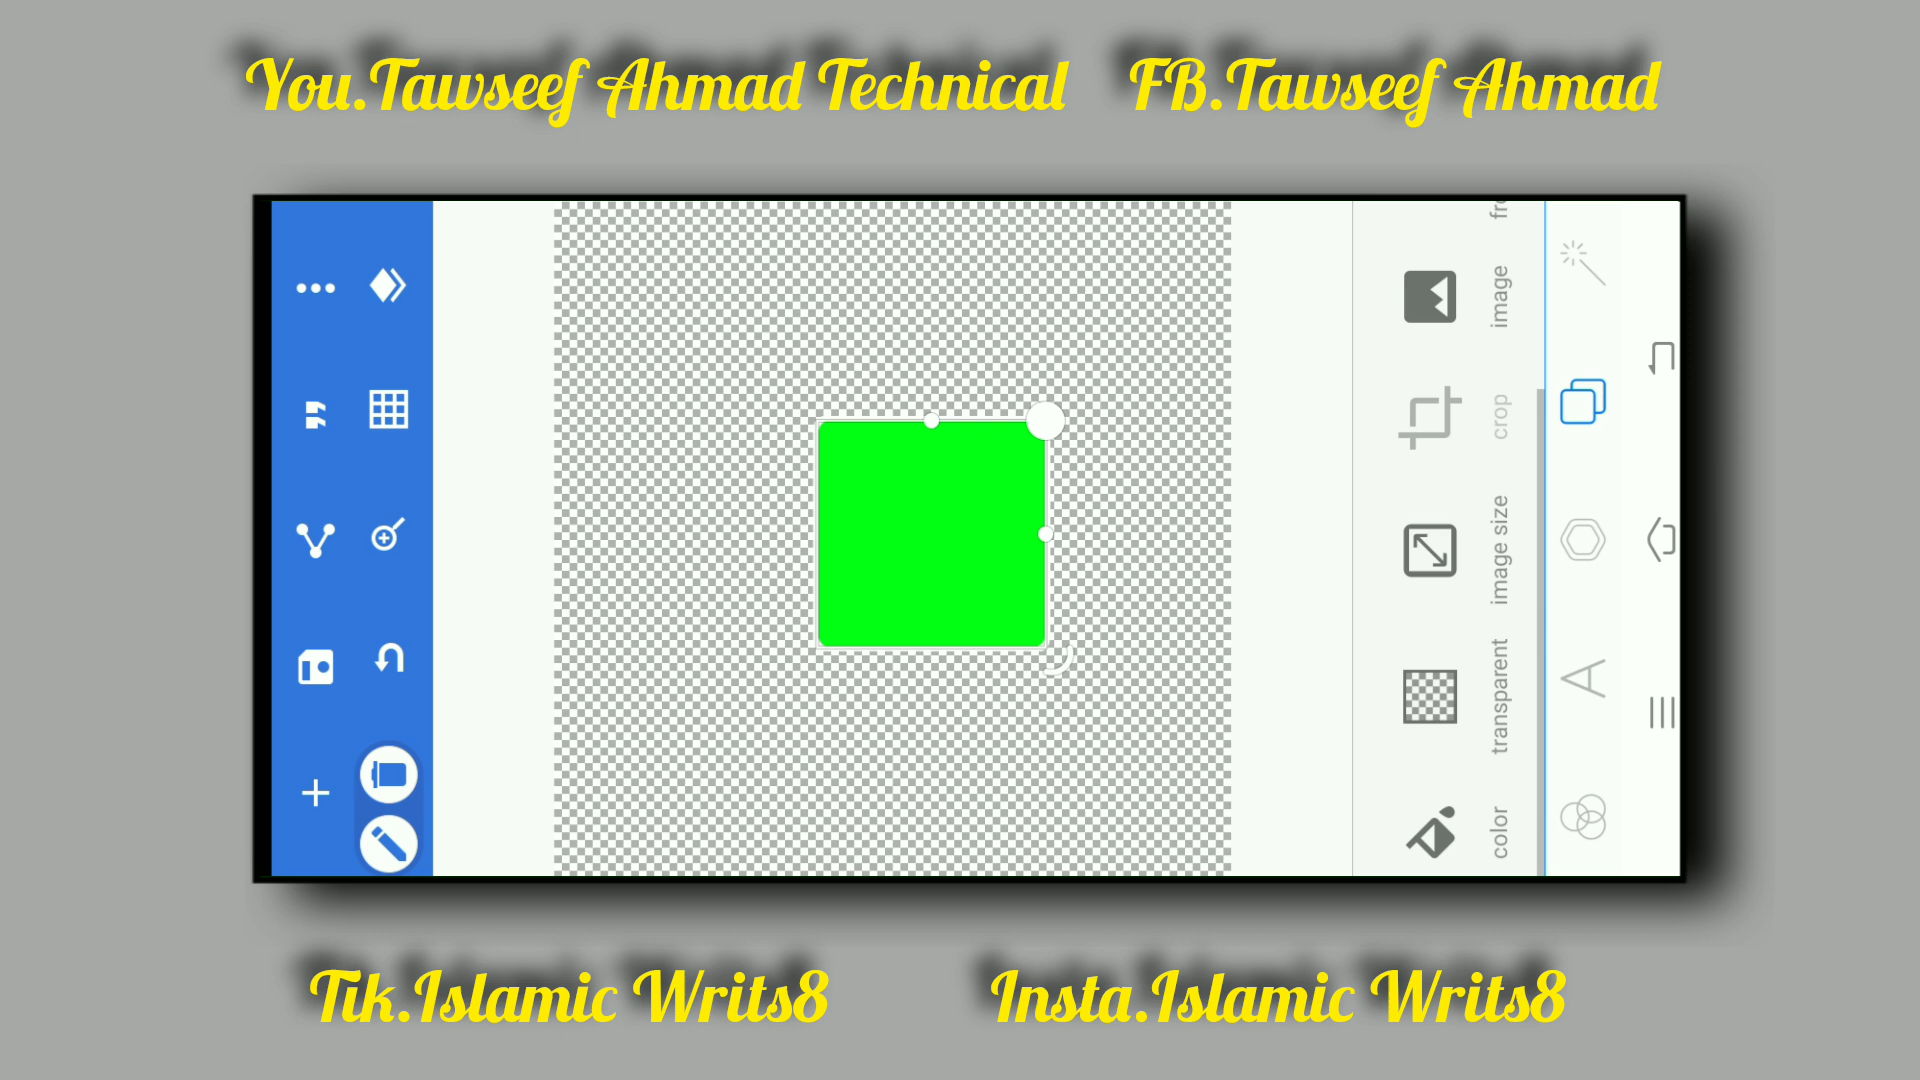 You.Tawseef Ahmad Technical FB.Tawseef Ahmad
image
crop
image size
transparent
color
Tik.Islamic Writs8 Insta.Islamic Writs8